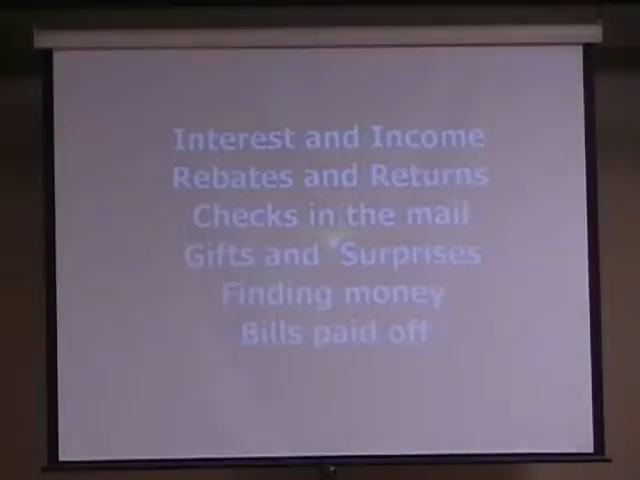 Interest and Income
Rebates and Returns
Checks in the mail
Gifts and Surprises
Finding money
Bills paid off